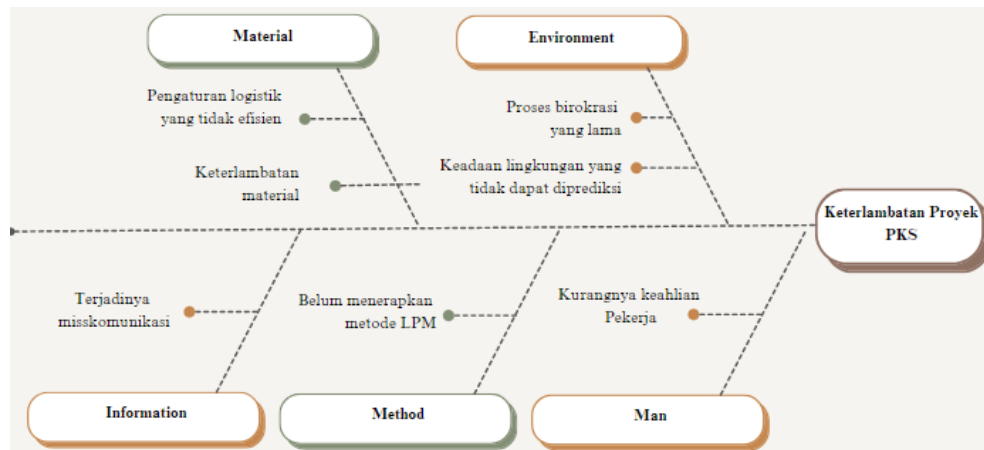 Material
Environment
Pengaturan logistik
yang tidak efisien
Proses birokrasi
yang lama
Keterlambatan
material
Keadaan lingkungan yang
tidak dapat diprediksi
Keterlambatan Proyek
PKS
Terjadinya
misskomunikasi
Belum menerapkan
metode LPM
Kurangnya keahlian
Pekerja
Information
Method
Man